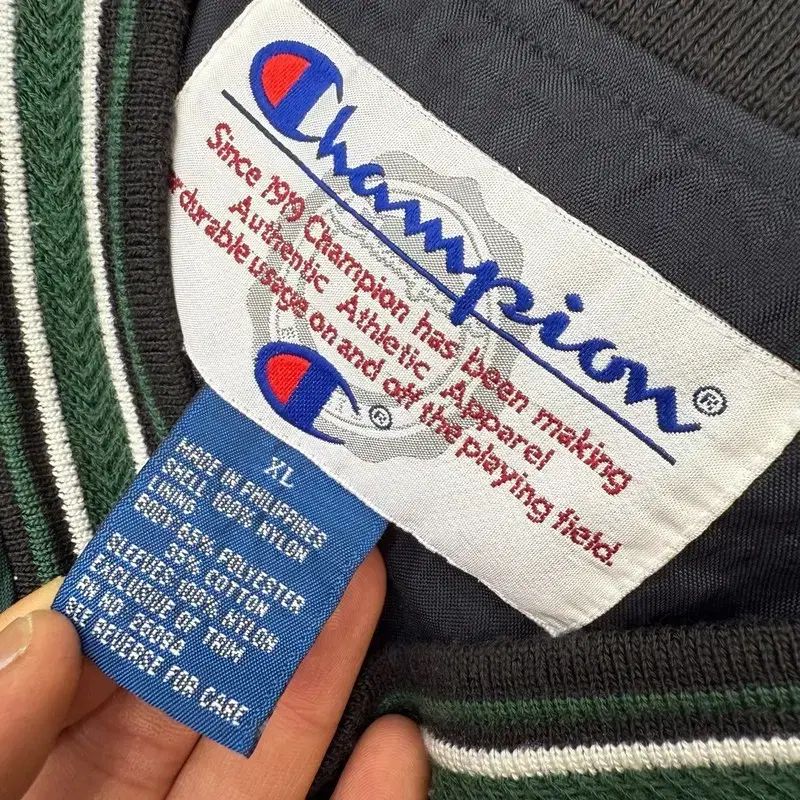 Champion®
Since 1919 Champion has been making
Authentic Athletic Apparel
durable usage on and off the playing field.
®
XL
MADE IN PHILIPPINES
SHELL 100% NYLON
LINING
BODY 65% POLYESTER
35% COTTON
SLEEVES 100% NYLON
EXCLUSIVE OF TRIM
RN NO 26094
SE REVERSE FOR CARE